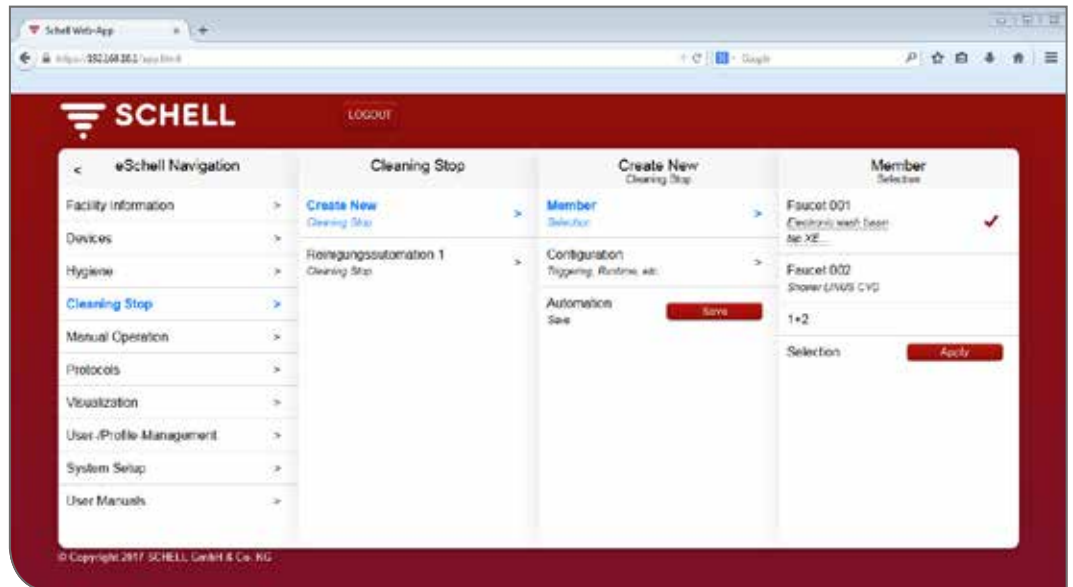 Schell Web-App
Google
SCHELL
LOGOUT
< eSchell Navigation
Facility Information >
Devices >
Hygiene >
Cleaning Stop >
Manual Operation >
Protocols >
Visualization >
User-/Profile-Management >
System Setup >
User Manuals >
Cleaning Stop
Create New >
Cleaning Stop
Reinigungsautomation 1 >
Cleaning Stop
Create New
Cleaning Stop
Member >
Selection
Configuration >
Triggering, Runtime, etc.
Automation
Save
Save
Member
Selection
Faucet 001
Electronic wash basin
XE...
Faucet 002
Shower LINUS
1+2
Selection
Apply
© Copyright 2017 SCHELL GmbH & Co. KG